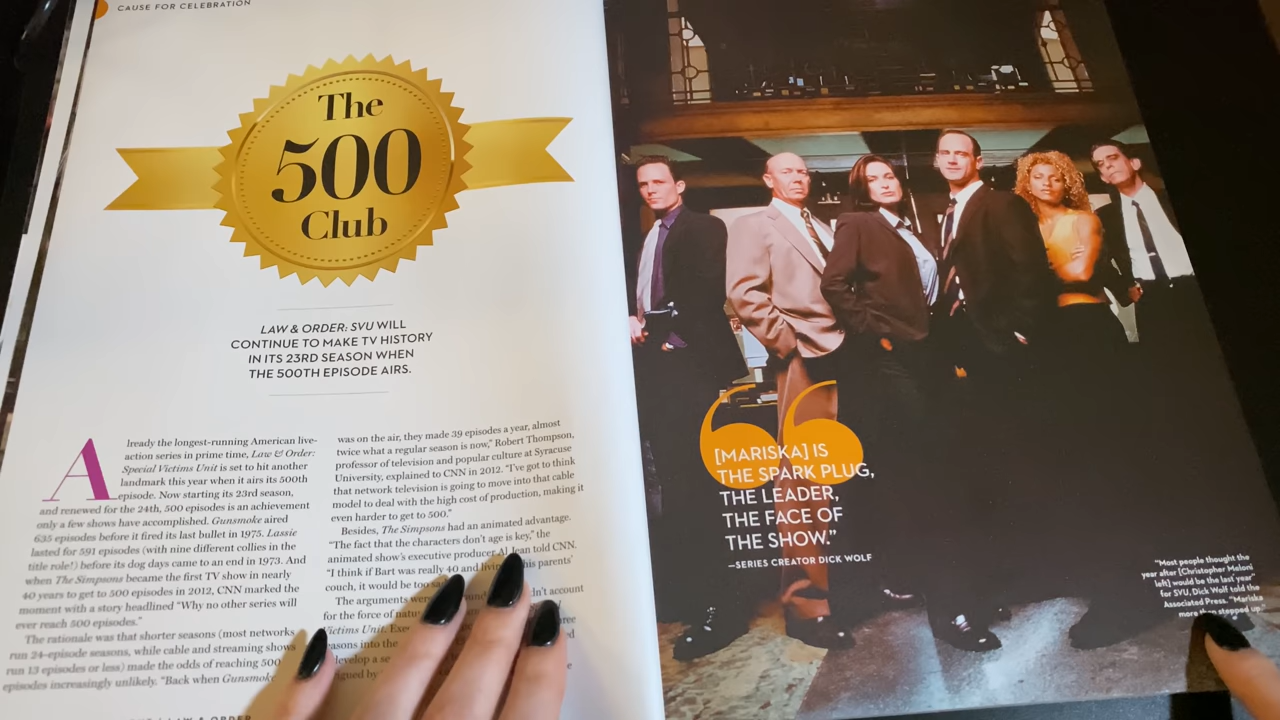 CAUSE FOR CELEBRATION
The
500
Club
LAW & ORDER: SVU WILL
CONTINUE TO MAKE TV HISTORY
IN ITS 23RD SEASON WHEN
THE 500TH EPISODE AIRS.
Already the longest-running American live-
action series in prime time, Law & Order:
Special Victims Unit is set to hit another
landmark this year when it airs its 500th
episode. Now starting its 23rd season,
and renewed for the 24th, 500 episodes is an achievement
only a few shows have accomplished. Gunsmoke aired
635 episodes before it fired its last bullet in 1975. Lassie
lasted for 591 episodes (with nine different collies in the
title role!) before its dog days came to an end in 1973. And
when The Simpsons became the first TV show in nearly
40 years to get to 500 episodes in 2012, CNN marked the
moment with a story headlined "Why no other series will
ever reach 500 episodes."
The rationale was that shorter seasons (most networks
run 24-episode seasons, while cable and streaming shows
run 13 episodes or less) made the odds of reaching 500
episodes increasingly unlikely. "Back when Gunsmoke
was on the air, they made 39 episodes a year, almost
twice what a regular season is now," Robert Thompson,
professor of television and popular culture at Syracuse
University, explained to CNN in 2012. "I've got to think
that network television is going to move into that cable
model to deal with the high cost of production, making it
even harder to get to 500."
Besides, The Simpsons had an animated advantage.
"The fact that the characters don't age is key," the
animated show's executive producer Al Jean told CNN.
"I think if Bart was really 40 and his parents'
couch, it would be too
The arguments account
for the force of
Victims Unit.
into the
develop a
LAW & ORDER
[MARISKA] IS
THE SPARK PLUG,
THE LEADER,
THE FACE OF
THE SHOW."
—SERIES CREATOR DICK WOLF
"Most people thought the
year after [Christopher Meloni
left] would be the last year"
for SVU, Dick Wolf told the
Associated Press. "Mariska
more than stepped up."